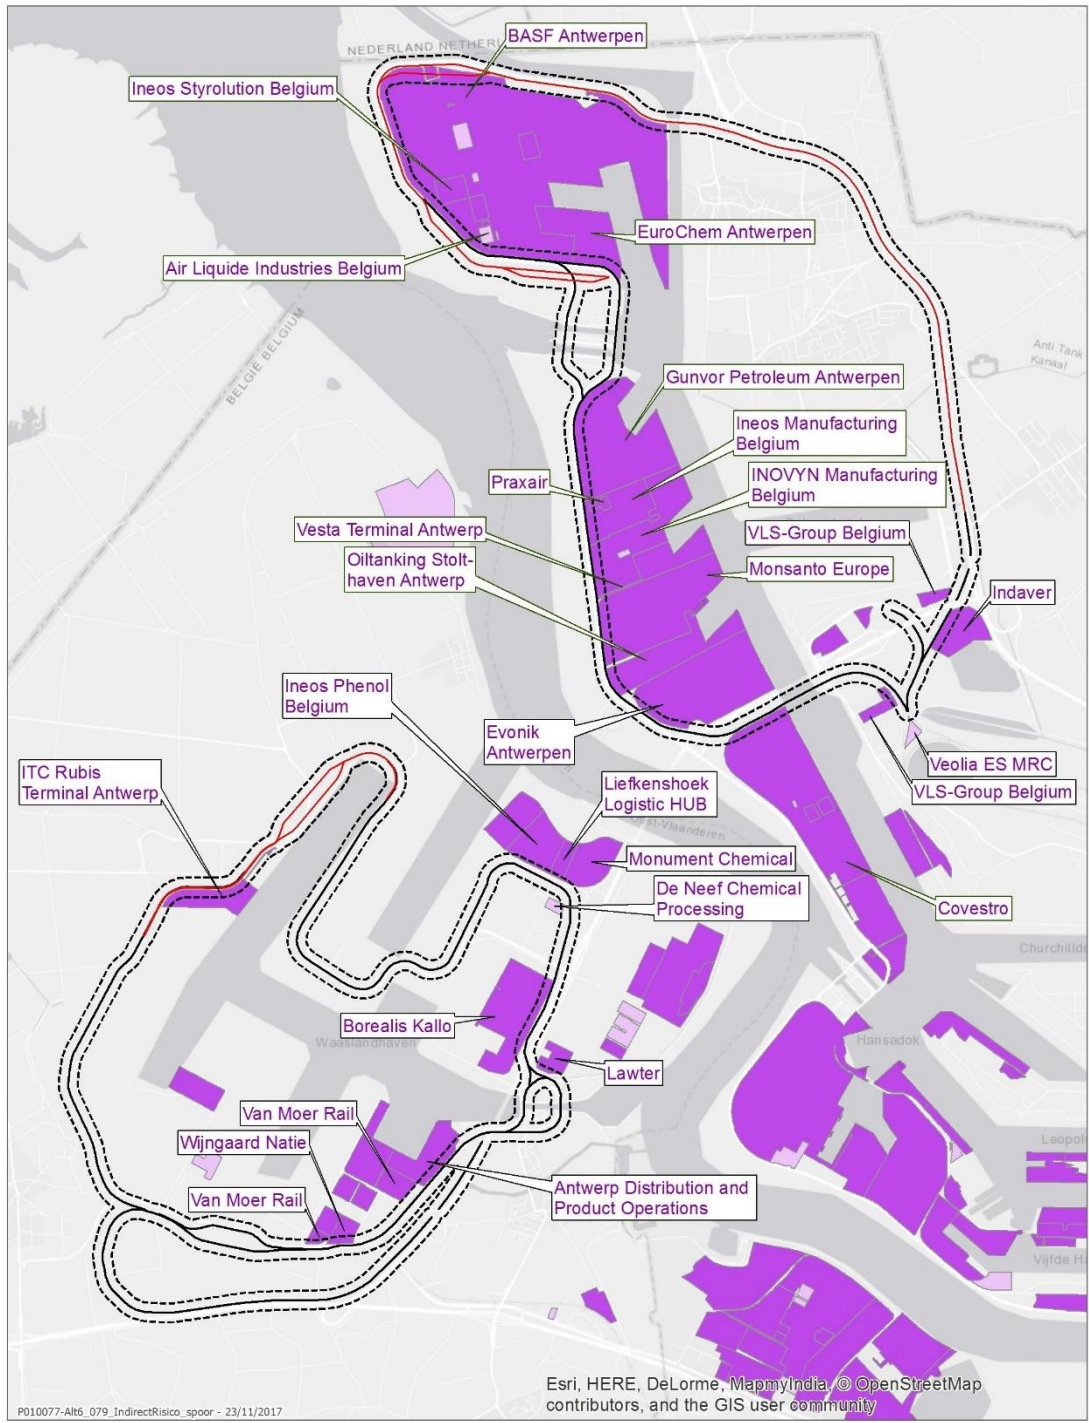 BASF Antwerpen
NEDERLAND NETHERL
Ineos Styrolution Belgium
EuroChem Antwerpen
Air Liquide Industries Belgium
BELGIË BELGIUM
Anti Tank
Kanaal
Gunvor Petroleum Antwerpen
Ineos Manufacturing
Belgium
INOVYN Manufacturing
Belgium
Praxair
Vesta Terminal Antwerp
VLS-Group Belgium
Oiltanking Stolt-
haven Antwerp
Monsanto Europe
Indaver
Ineos Phenol
Belgium
Evonik
Antwerpen
Veolia ES MRC
ITC Rubis
Terminal Antwerp
Liefkenshoek
Logistic HUB
VLS-Group Belgium
Oost-Vlaanderen
Monument Chemical
De Neef Chemical
Processing
Covestro
Churchilldo
Borealis Kallo
Waaslandhaven
Hansadok
Lawter
Van Moer Rail
Wijngaard Natie
Leopol
Van Moer Rail
Antwerp Distribution and
Product Operations
Vijfde H
Esri, HERE, DeLorme, MapmyIndia, © OpenStreetMap
contributors, and the GIS user community
P010077-Alt6_079_IndirectRisico_spoor - 23/11/2017